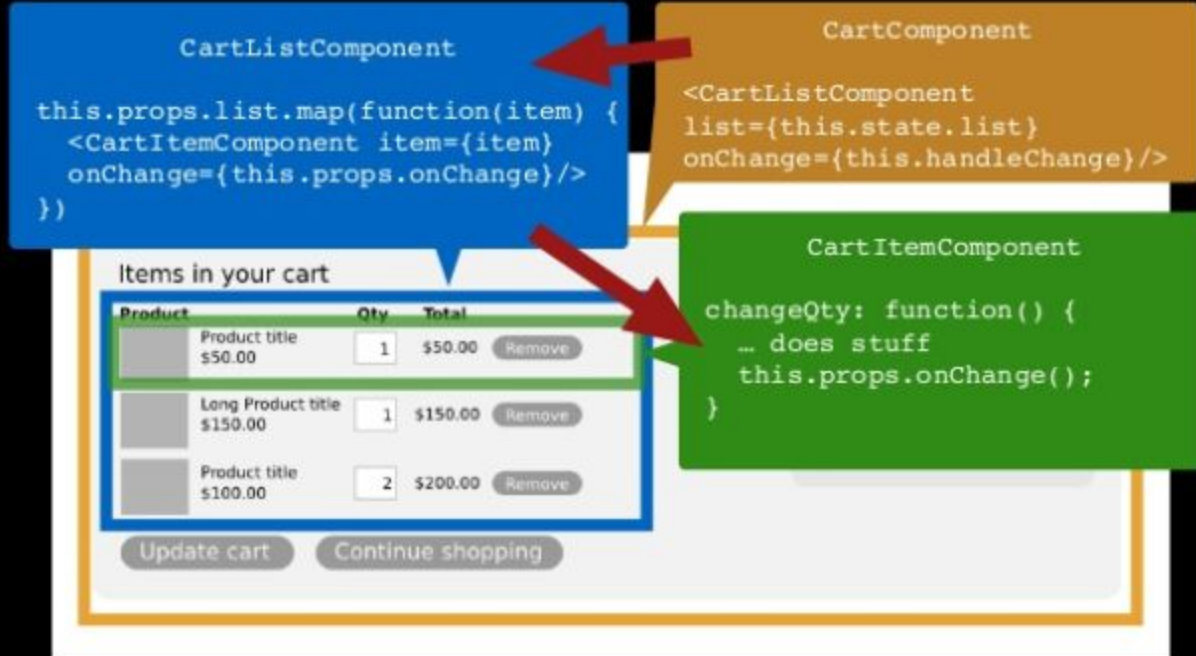 CartListComponent
this.props.list.map(function(item) {
<CartItemComponent item={item}
onChange={this.props.onChange}/>
})
CartComponent
<CartListComponent
list={this.state.list}
onChange={this.handleChange}/>
CartItemComponent
changeQty: function() {
… does stuff
this.props.onChange();
}
Items in your cart
Product Qty Total
Product title
$50.00
1 $50.00 Remove
Long Product title
$150.00
1 $150.00 Remove
Product title
$100.00
2 $200.00 Remove
Update cart Continue shopping